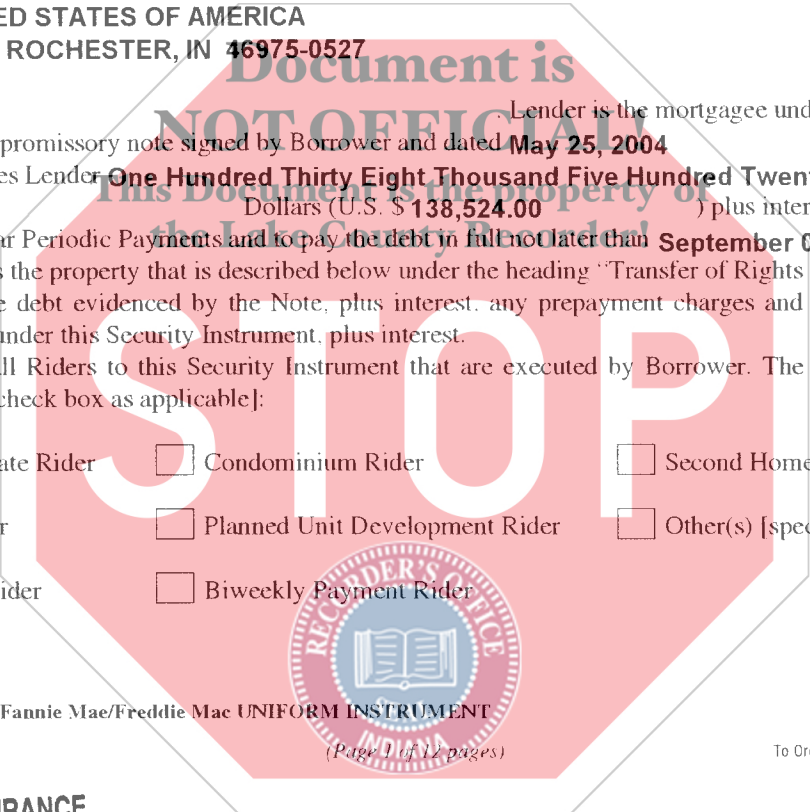 ED STATES OF AMERICA
ROCHESTER, IN 46975-0527
Document is
. Lender is the mortgagee und
NOT OFFICIAL!
promissory note signed by Borrower and dated May 25, 2004
es Lender One Hundred Thirty Eight Thousand Five Hundred Twent
This Document is the property of
Dollars (U.S. $ 138,524.00 ) plus inter
the Lake County Recorder!
ar Periodic Payments and to pay the debt in full not later than September 0
s the property that is described below under the heading "Transfer of Rights
e debt evidenced by the Note, plus interest, any prepayment charges and
under this Security Instrument, plus interest.
all Riders to this Security Instrument that are executed by Borrower. The
check box as applicable]:
STOP
ate Rider Condominium Rider Second Home
r Planned Unit Development Rider Other(s) [spec
ider Biweekly Payment Rider
RECORDER'S OFFICE
SEAL
INDIANA
Fannie Mae/Freddie Mac UNIFORM INSTRUMENT
(Page 1 of 12 pages)
To Or
URANCE